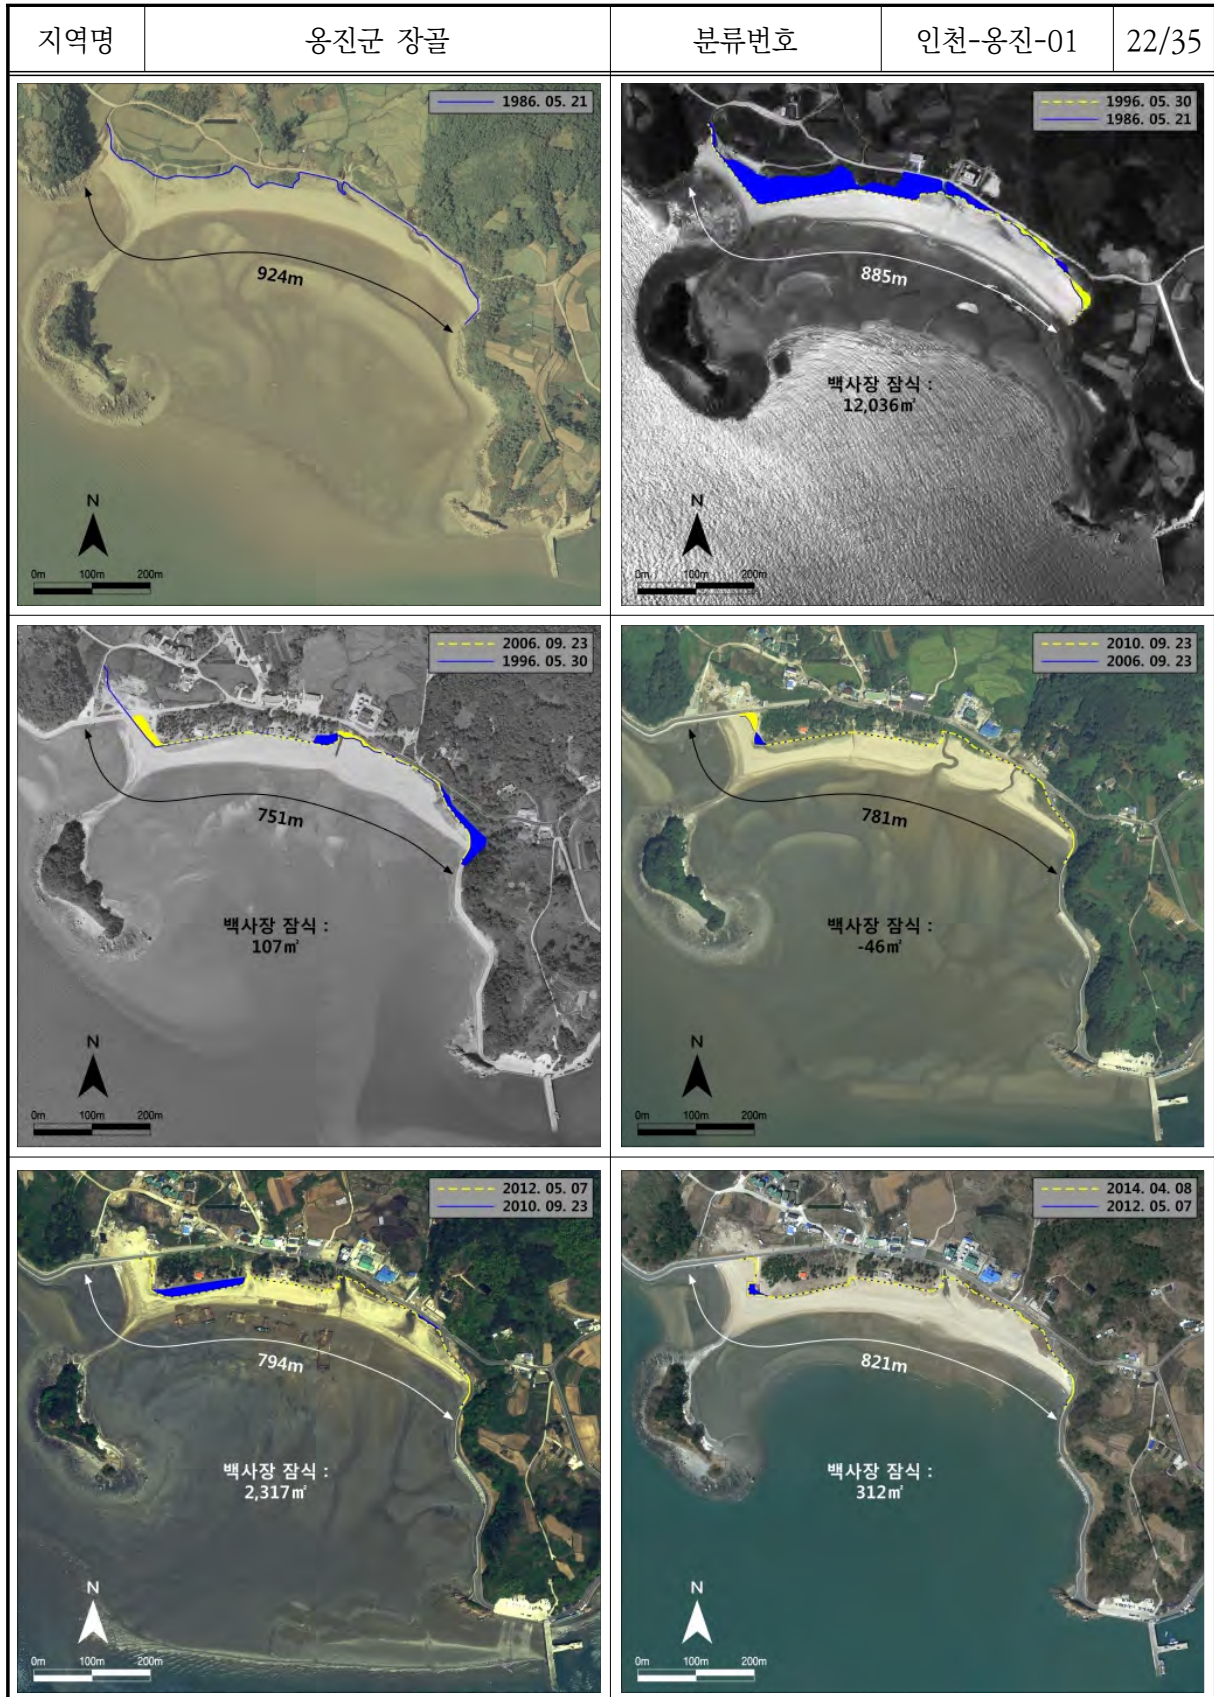 지역명 옹진군 장골 분류번호 인천-옹진-01 22/35
1986. 05. 21
924m
N
0m 100m 200m
1996. 05. 30
1986. 05. 21
885m
백사장 잠식 :
12,036㎡
N
0m 100m 200m
2006. 09. 23
1996. 05. 30
751m
백사장 잠식 :
107㎡
N
0m 100m 200m
2010. 09. 23
2006. 09. 23
781m
백사장 잠식 :
-46㎡
N
0m 100m 200m
2012. 05. 07
2010. 09. 23
794m
백사장 잠식 :
2,317㎡
N
0m 100m 200m
2014. 04. 08
2012. 05. 07
821m
백사장 잠식 :
312㎡
N
0m 100m 200m